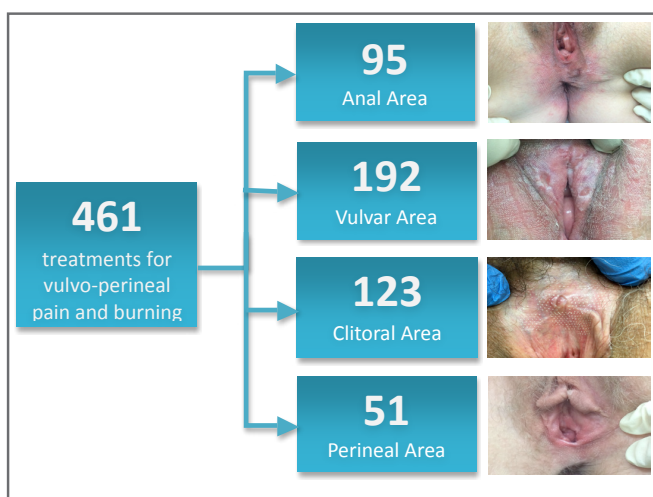 461
treatments for
vulvo-perineal
pain and burning
95
Anal Area
192
Vulvar Area
123
Clitoral Area
51
Perineal Area